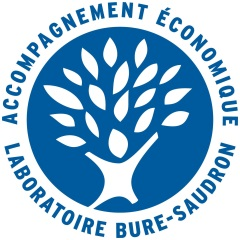 ACCOMPAGNEMENT ÉCONOMIQUE
LABORATOIRE BURE-SAUDRON